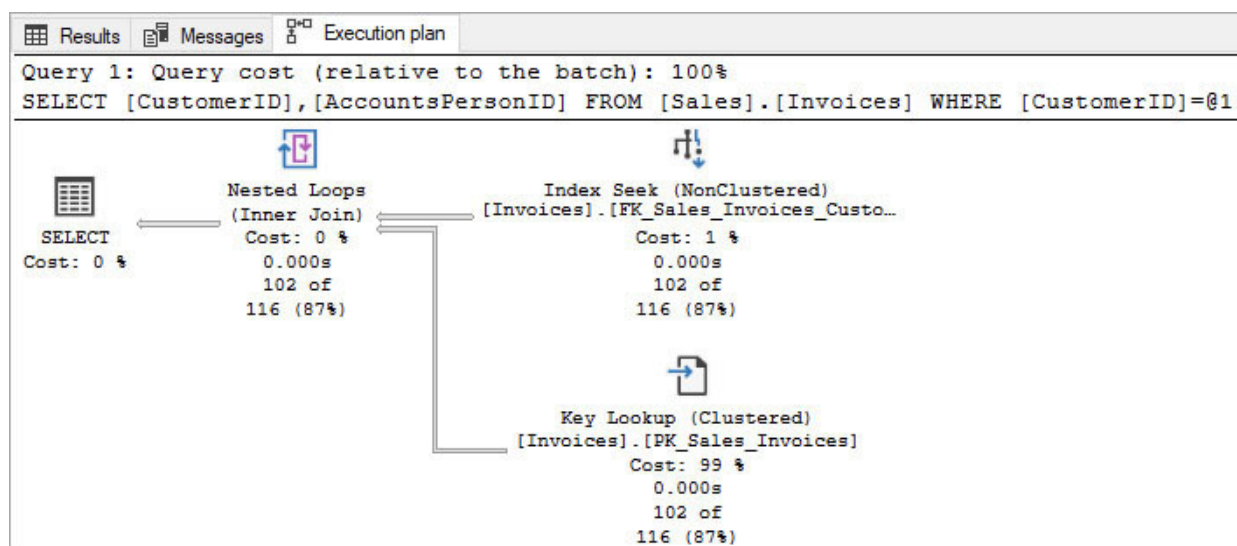 Results Messages Execution plan
Query 1: Query cost (relative to the batch): 100%
SELECT [CustomerID],[AccountsPersonID] FROM [Sales].[Invoices] WHERE [CustomerID]=@1
SELECT
Cost: 0 %
Nested Loops
(Inner Join)
Cost: 0 %
0.000s
102 of
116 (87%)
Index Seek (NonClustered)
[Invoices].[FK_Sales_Invoices_Custo…
Cost: 1 %
0.000s
102 of
116 (87%)
Key Lookup (Clustered)
[Invoices].[PK_Sales_Invoices]
Cost: 99 %
0.000s
102 of
116 (87%)